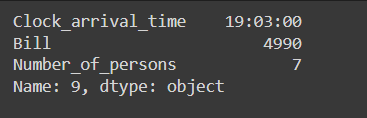 Clock_arrival_time    19:03:00
Bill                      4990
Number_of_persons            7
Name: 9, dtype: object